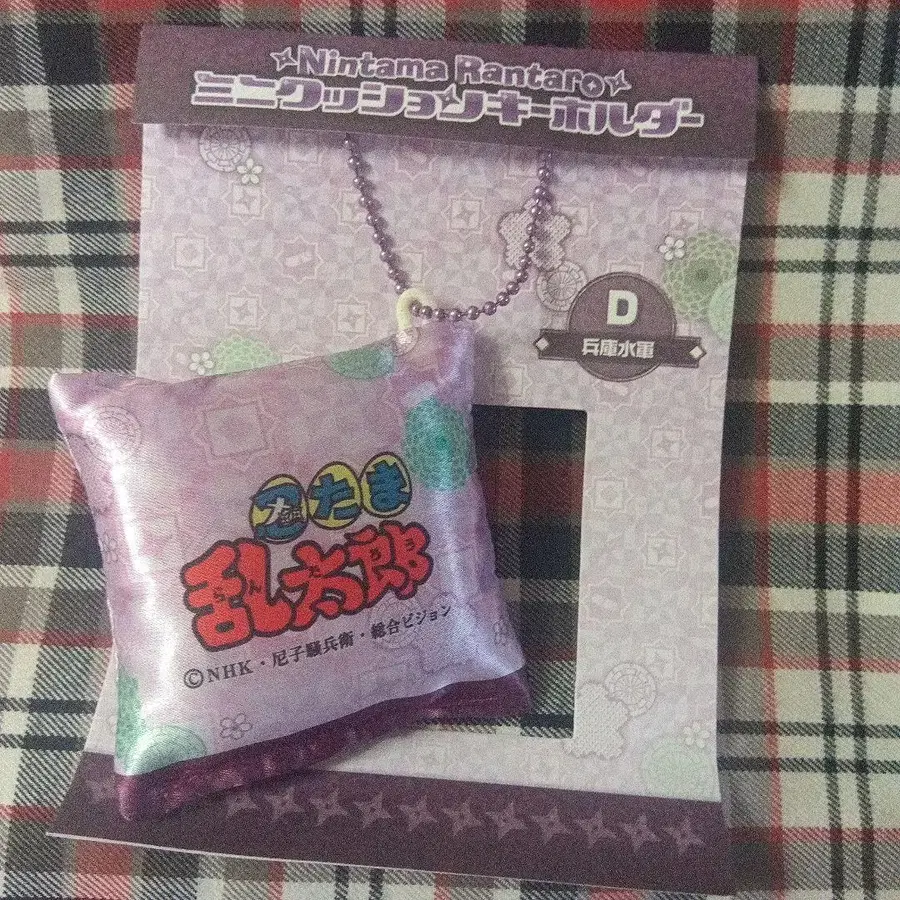 Nintama Rantaro
ミニクッションキーホルダー
D
兵庫水軍
忍たま
乱太郎
らんたろう
©NHK・尼子騒兵衛・総合ビジョン